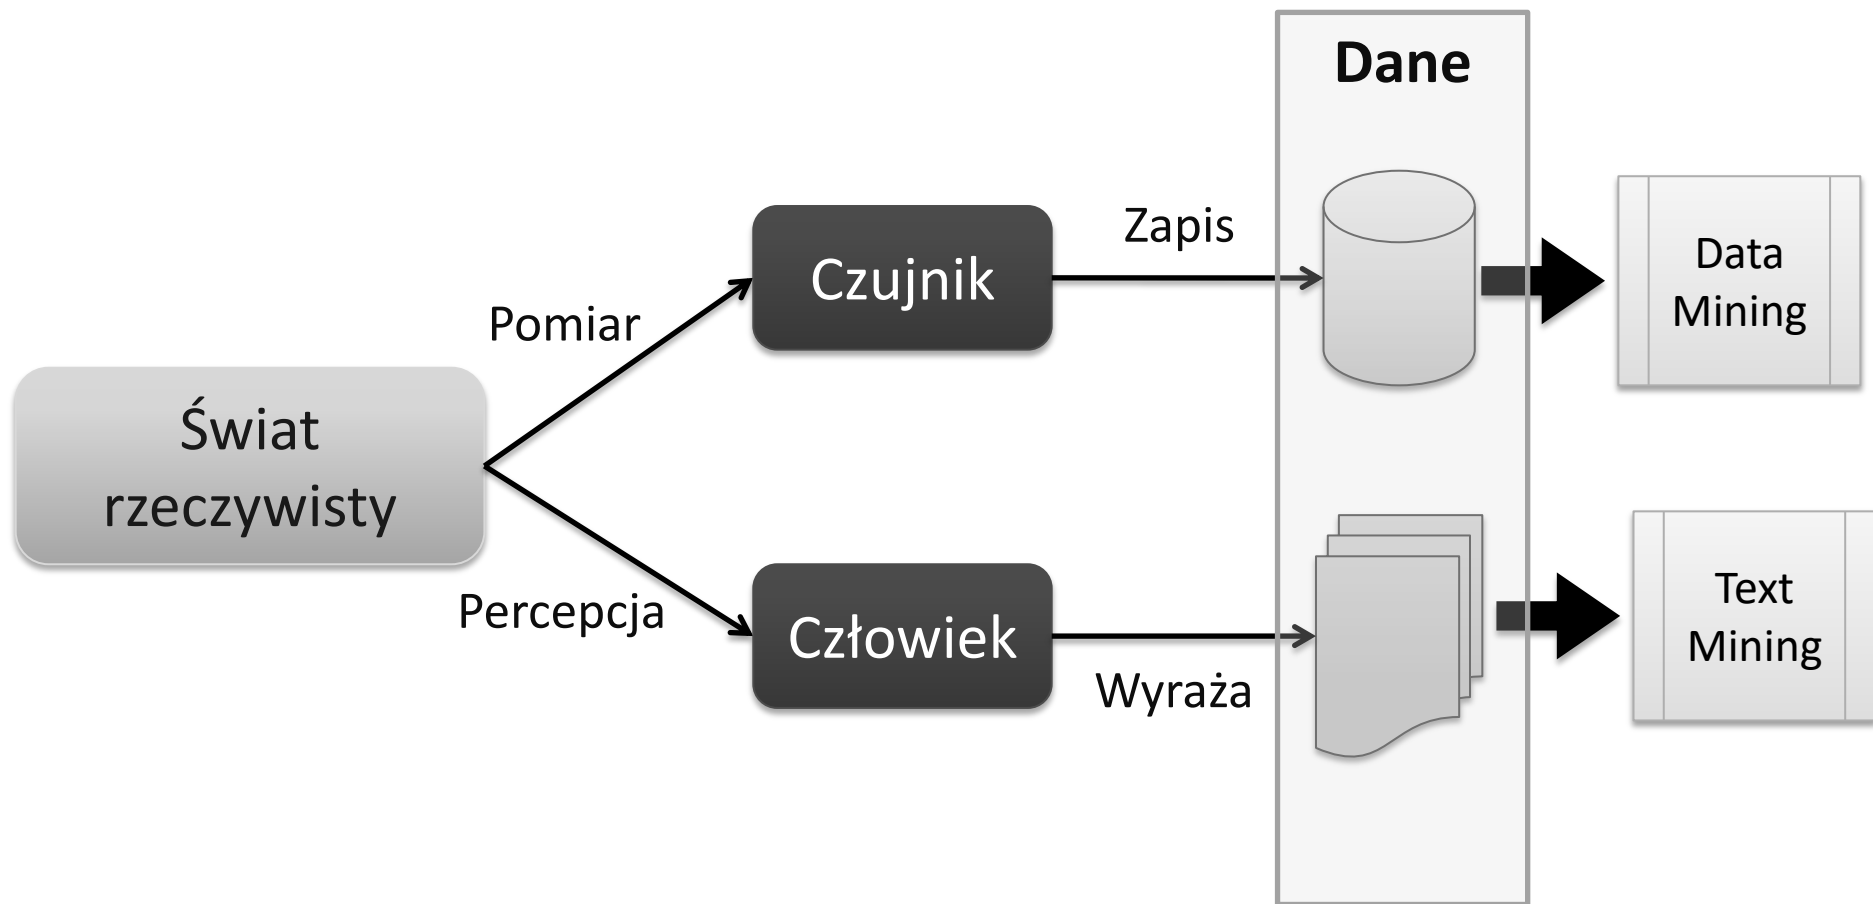 Dane
Zapis
Czujnik
Data
Mining
Pomiar
Świat
rzeczywisty
Percepcja
Człowiek
Wyraża
Text
Mining